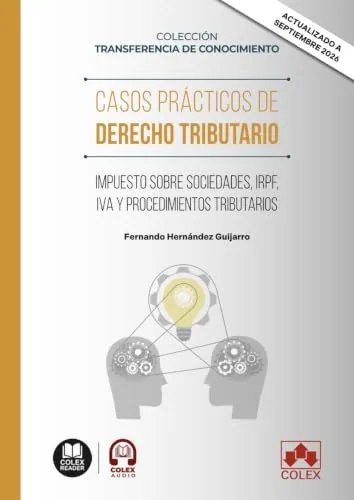 COLECCIÓN
TRANSFERENCIA DE CONOCIMIENTO
ACTUALIZADO A
SEPTIEMBRE 2026
CASOS PRÁCTICOS DE
DERECHO TRIBUTARIO
IMPUESTO SOBRE SOCIEDADES, IRPF,
IVA Y PROCEDIMIENTOS TRIBUTARIOS
Fernando Hernández Guijarro
COLEX
READER
COLEX
AUDIO
COLEX